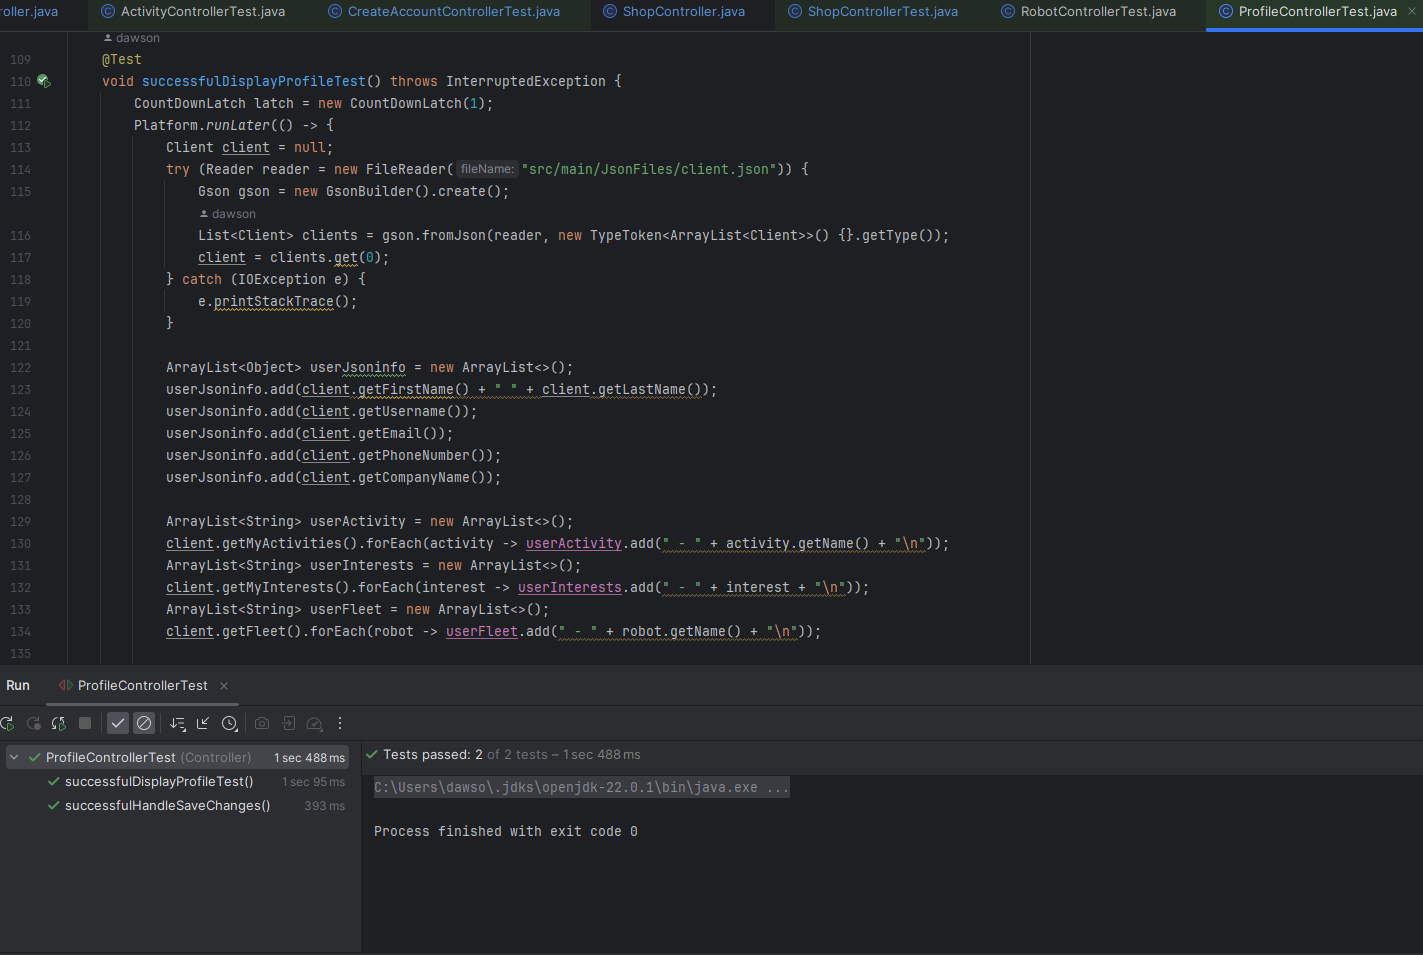 roller.java ActivityControllerTest.java CreateAccountControllerTest.java ShopController.java ShopControllerTest.java RobotControllerTest.java ProfileControllerTest.java
dawson
109 @Test
110 void successfulDisplayProfileTest() throws InterruptedException {
111 CountDownLatch latch = new CountDownLatch(1);
112 Platform.runLater(() -> {
113 Client client = null;
114 try (Reader reader = new FileReader( fileName: "src/main/JsonFiles/client.json")) {
115 Gson gson = new GsonBuilder().create();
dawson
116 List<Client> clients = gson.fromJson(reader, new TypeToken<ArrayList<Client>>() {}.getType());
117 client = clients.get(0);
118 } catch (IOException e) {
119 e.printStackTrace();
120 }
121
122 ArrayList<Object> userJsoninfo = new ArrayList<>();
123 userJsoninfo.add(client.getFirstName() + " " + client.getLastName());
124 userJsoninfo.add(client.getUsername());
125 userJsoninfo.add(client.getEmail());
126 userJsoninfo.add(client.getPhoneNumber());
127 userJsoninfo.add(client.getCompanyName());
128
129 ArrayList<String> userActivity = new ArrayList<>();
130 client.getMyActivities().forEach(activity -> userActivity.add(" - " + activity.getName() + "\n"));
131 ArrayList<String> userInterests = new ArrayList<>();
132 client.getMyInterests().forEach(interest -> userInterests.add(" - " + interest + "\n"));
133 ArrayList<String> userFleet = new ArrayList<>();
134 client.getFleet().forEach(robot -> userFleet.add(" - " + robot.getName() + "\n"));
135
Run ProfileControllerTest
ProfileControllerTest (Controller) 1 sec 488 ms
successfulDisplayProfileTest() 1 sec 95 ms
successfulHandleSaveChanges() 393 ms
Tests passed: 2 of 2 tests – 1 sec 488 ms
C:\Users\dawso\.jdks\openjdk-22.0.1\bin\java.exe ...
Process finished with exit code 0